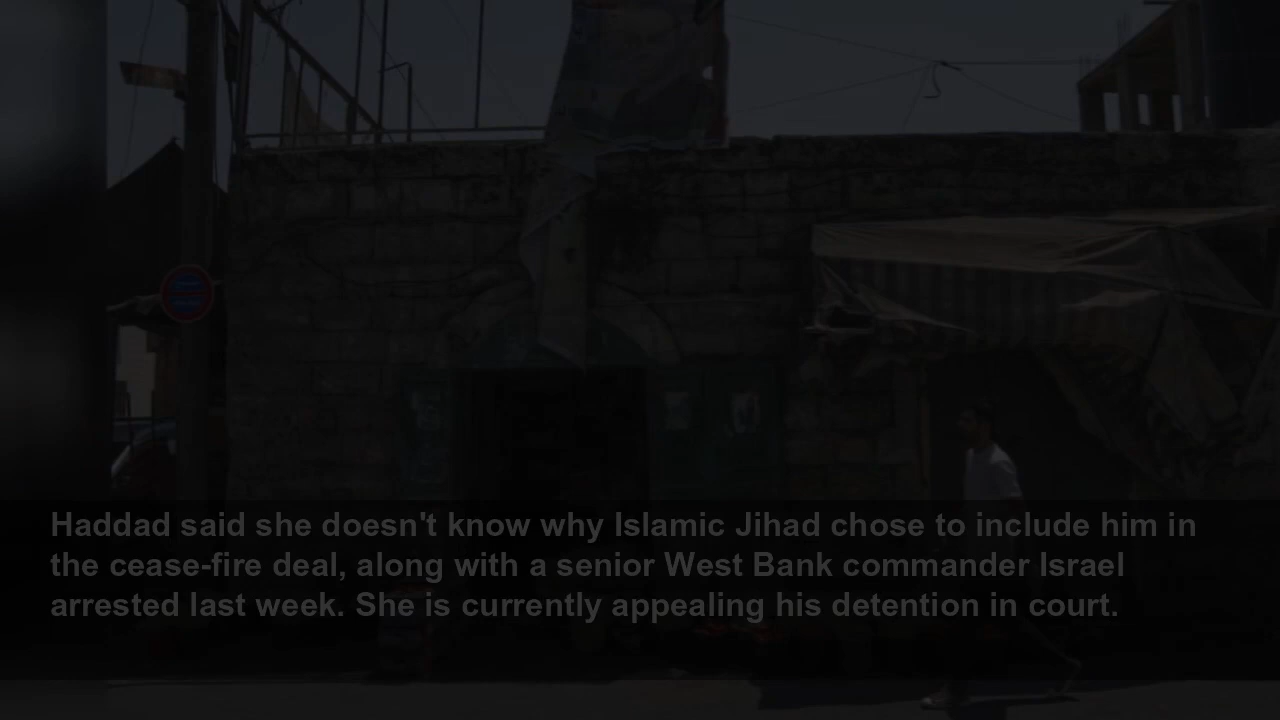 Haddad said she doesn't know why Islamic Jihad chose to include him in
the cease-fire deal, along with a senior West Bank commander Israel
arrested last week. She is currently appealing his detention in court.